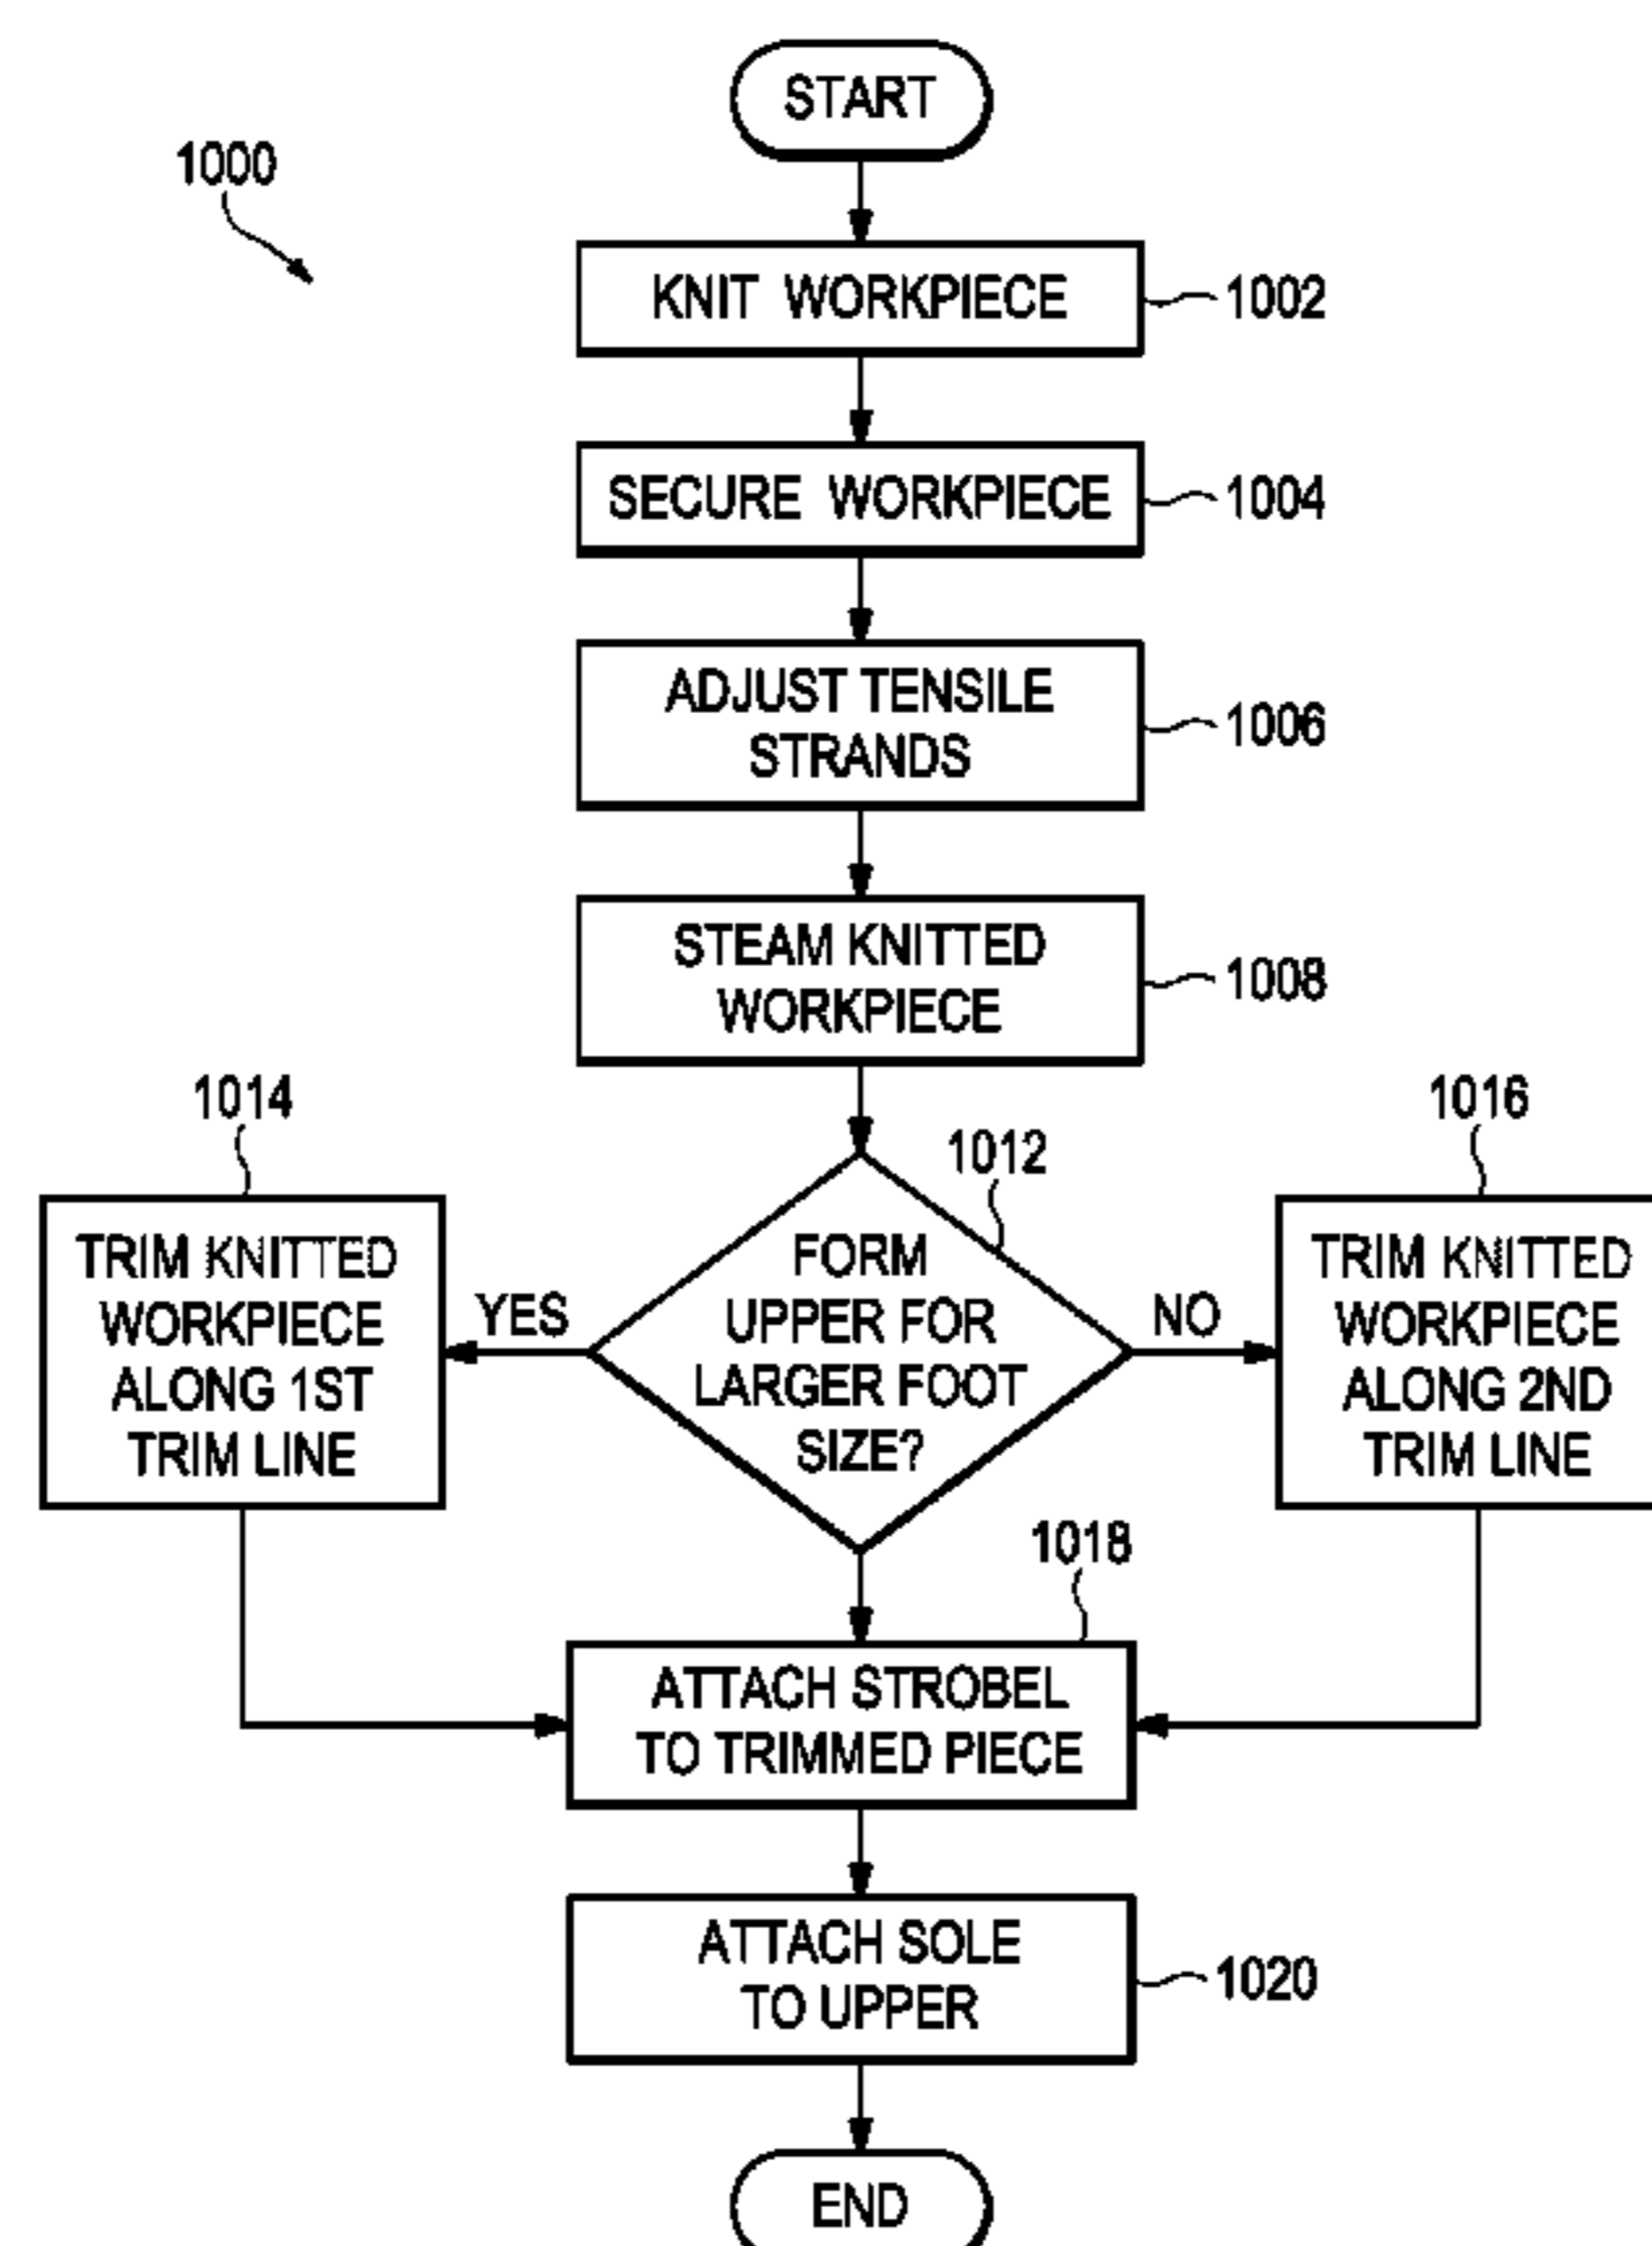 START
1000
KNIT WORKPIECE
1002
SECURE WORKPIECE
1004
ADJUST TENSILE
STRANDS
1006
STEAM KNITTED
WORKPIECE
1008
1014
1012
1016
TRIM KNITTED
WORKPIECE
ALONG 1ST
TRIM LINE
YES
FORM
UPPER FOR
LARGER FOOT
SIZE?
NO
TRIM KNITTED
WORKPIECE
ALONG 2ND
TRIM LINE
1018
ATTACH STROBEL
TO TRIMMED PIECE
ATTACH SOLE
TO UPPER
1020
END